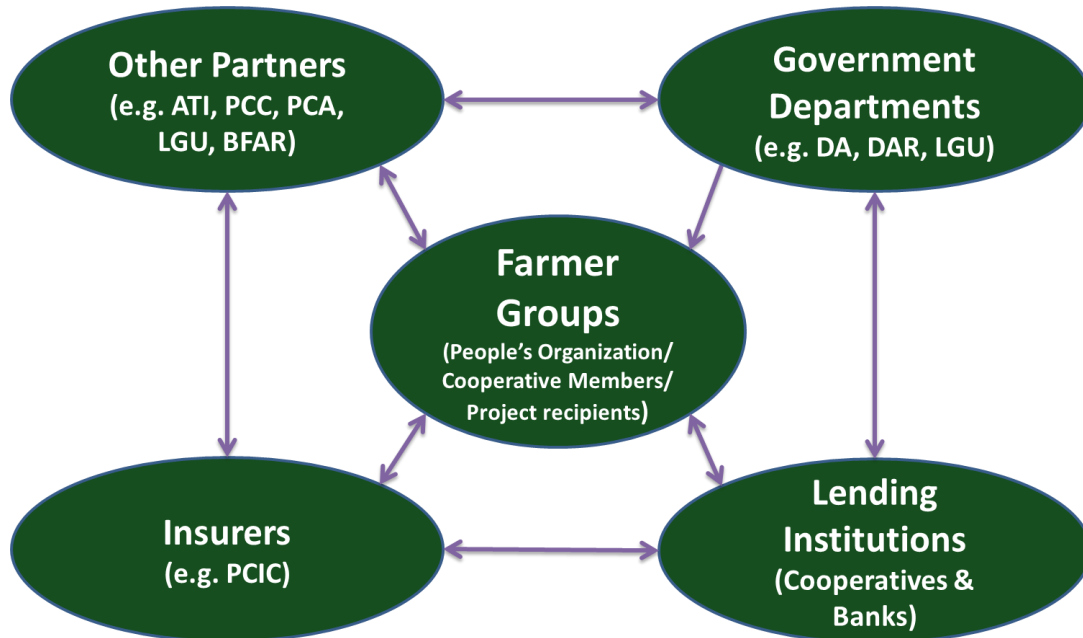 Other Partners
(e.g. ATI, PCC, PCA,
LGU, BFAR)
Government
Departments
(e.g. DA, DAR, LGU)
Farmer
Groups
(People’s Organization/
Cooperative Members/
Project recipients)
Insurers
(e.g. PCIC)
Lending
Institutions
(Cooperatives &
Banks)